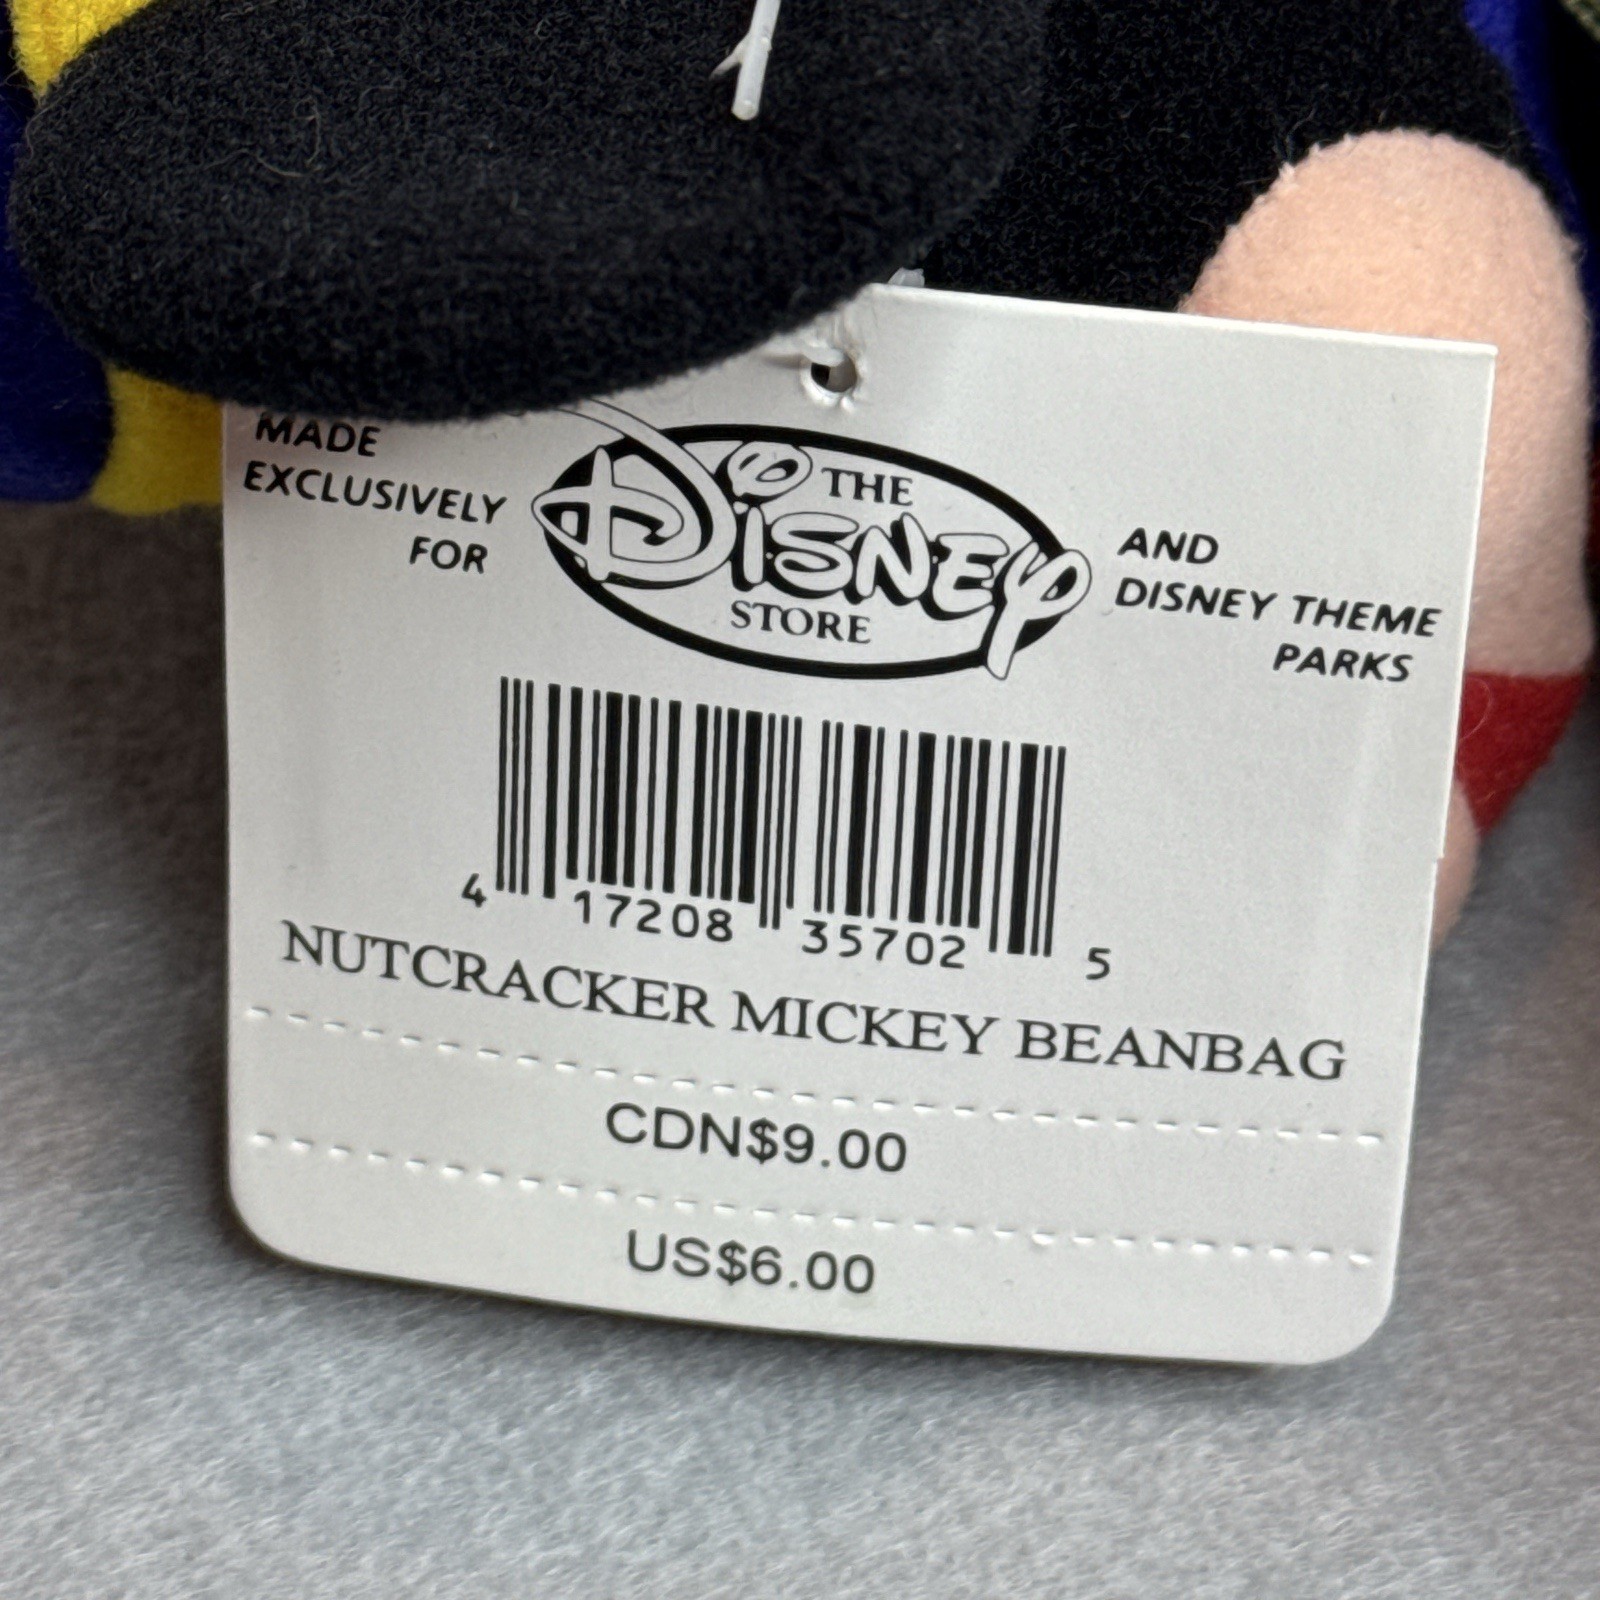 MADE
EXCLUSIVELY
FOR
THE
DISNEY
STORE
AND
DISNEY THEME
PARKS
4 17208 35702 5
NUTCRACKER MICKEY BEANBAG
CDN$9.00
US$6.00